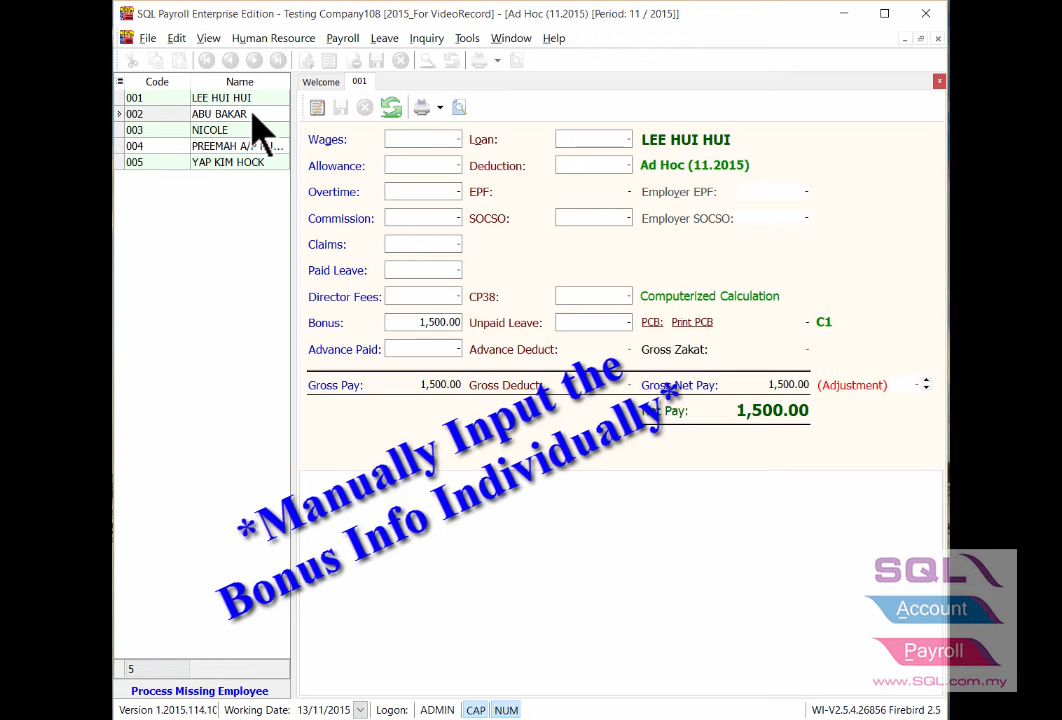 SQL Payroll Enterprise Edition - Testing Company108 [2015_For VideoRecord] - [Ad Hoc (11.2015) [Period: 11 / 2015]]
File Edit View Human Resource Payroll Leave Inquiry Tools Window Help
Code Name
001 LEE HUI HUI
002 ABU BAKAR
003 NICOLE
004 PREEMAH A/P
005 YAP KIM HOCK
5
Process Missing Employee
Welcome 001
Wages: - Loan: - LEE HUI HUI
Allowance: - Deduction: - Ad Hoc (11.2015)
Overtime: - EPF: - Employer EPF: -
Commission: - SOCSO: - Employer SOCSO: -
Claims: -
Paid Leave: -
Director Fees: - CP38: - Computerized Calculation
Bonus: 1,500.00 Unpaid Leave: - PCB: Print PCB - C1
Advance Paid: - Advance Deduct: - Gross Zakat: -
Gross Pay: 1,500.00 Gross Deduct: - Gross Net Pay: 1,500.00 (Adjustment) -
Net Pay: 1,500.00
*Manually Input the
Bonus Info Individually*
SQL
Account
Payroll
www.SQL.com.my
Version 1.2015.114.10 Working Date: 13/11/2015 Logon: ADMIN CAP NUM WI-V2.5.4.26856 Firebird 2.5